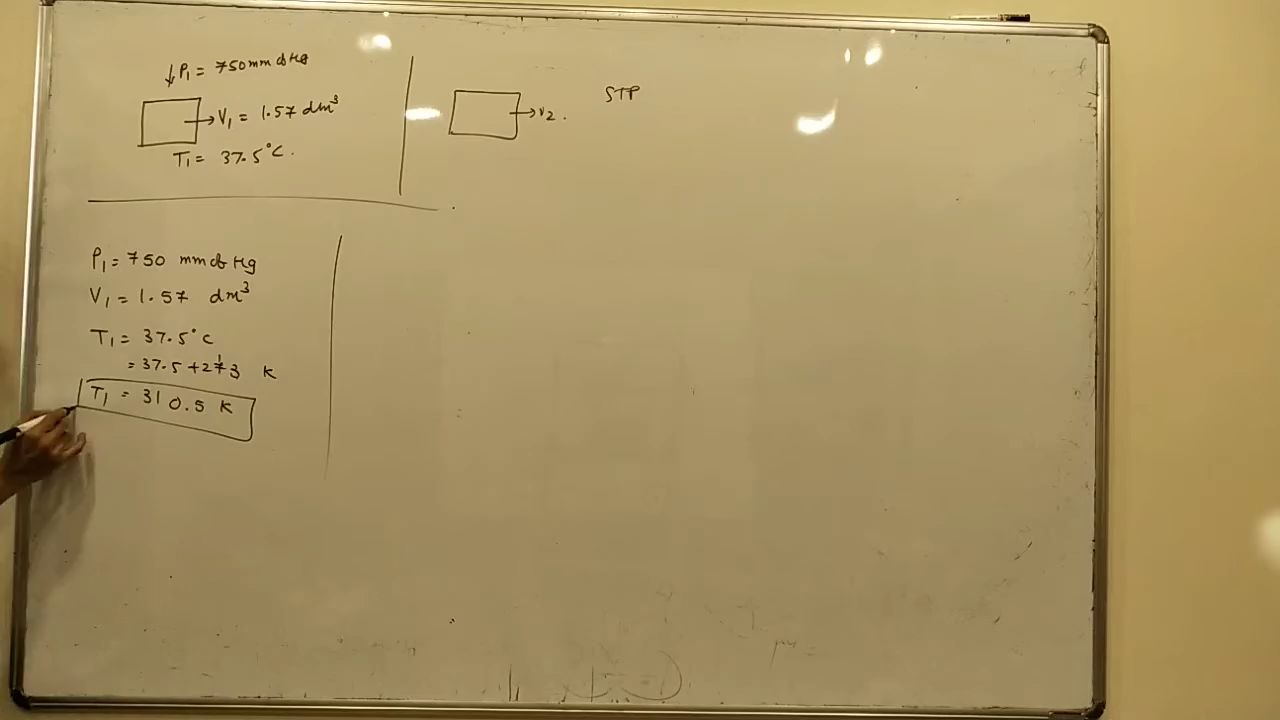 P₁ = 750 mm of Hg
V₁ = 1.57 dm³
T₁ = 37.5°C.
V₂.
STP
P₁ = 750 mm of Hg
V₁ = 1.57 dm³
T₁ = 37.5°C
= 37.5 + 273 K
T₁ = 310.5 K